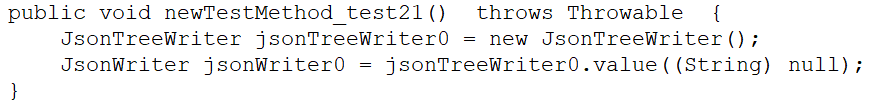 public void newTestMethod_test21()  throws Throwable  {
    JsonTreeWriter jsonTreeWriter0 = new JsonTreeWriter();
    JsonWriter jsonWriter0 = jsonTreeWriter0.value((String) null);
}